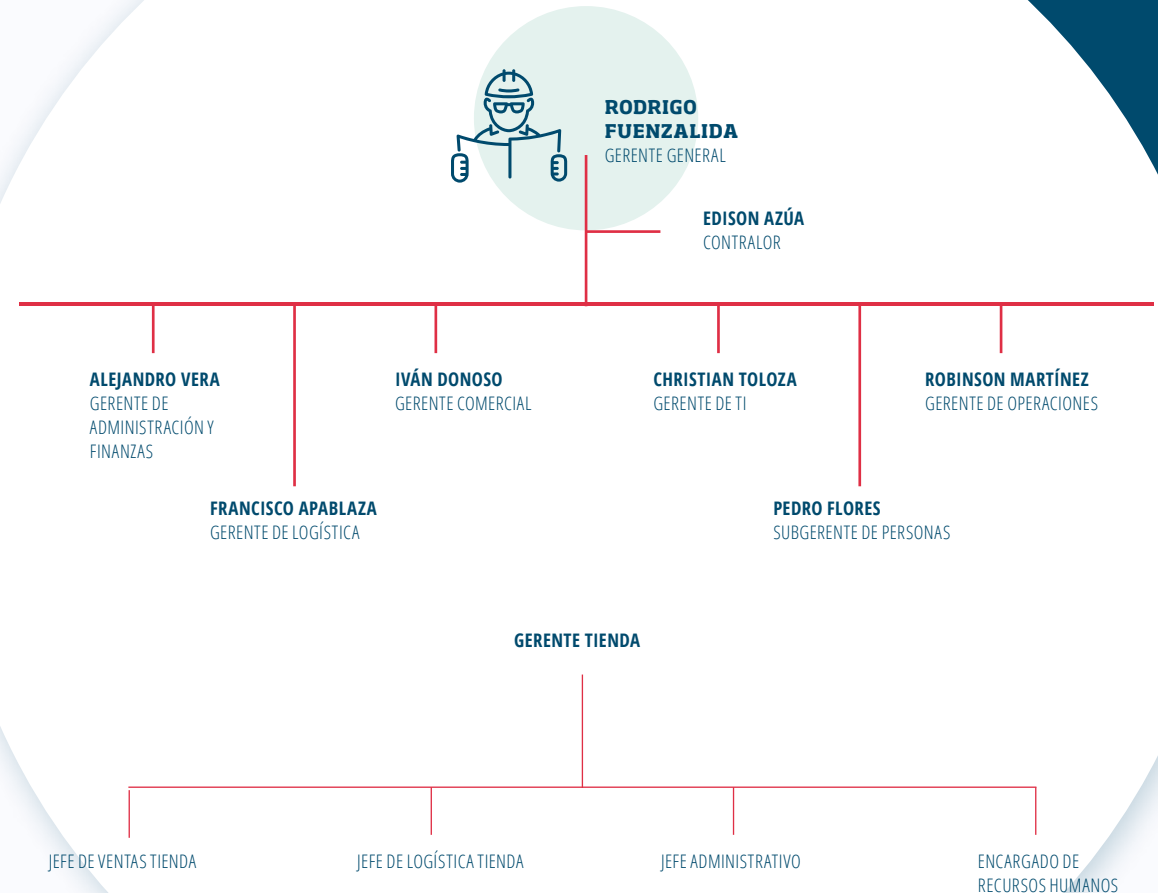 RODRIGO
FUENZALIDA
GERENTE GENERAL
EDISON AZÚA
CONTRALOR
ALEJANDRO VERA
GERENTE DE
ADMINISTRACIÓN Y
FINANZAS
IVÁN DONOSO
GERENTE COMERCIAL
CHRISTIAN TOLOZA
GERENTE DE TI
ROBINSON MARTÍNEZ
GERENTE DE OPERACIONES
FRANCISCO APABLAZA
GERENTE DE LOGÍSTICA
PEDRO FLORES
SUBGERENTE DE PERSONAS
GERENTE TIENDA
JEFE DE VENTAS TIENDA
JEFE DE LOGÍSTICA TIENDA
JEFE ADMINISTRATIVO
ENCARGADO DE
RECURSOS HUMANOS